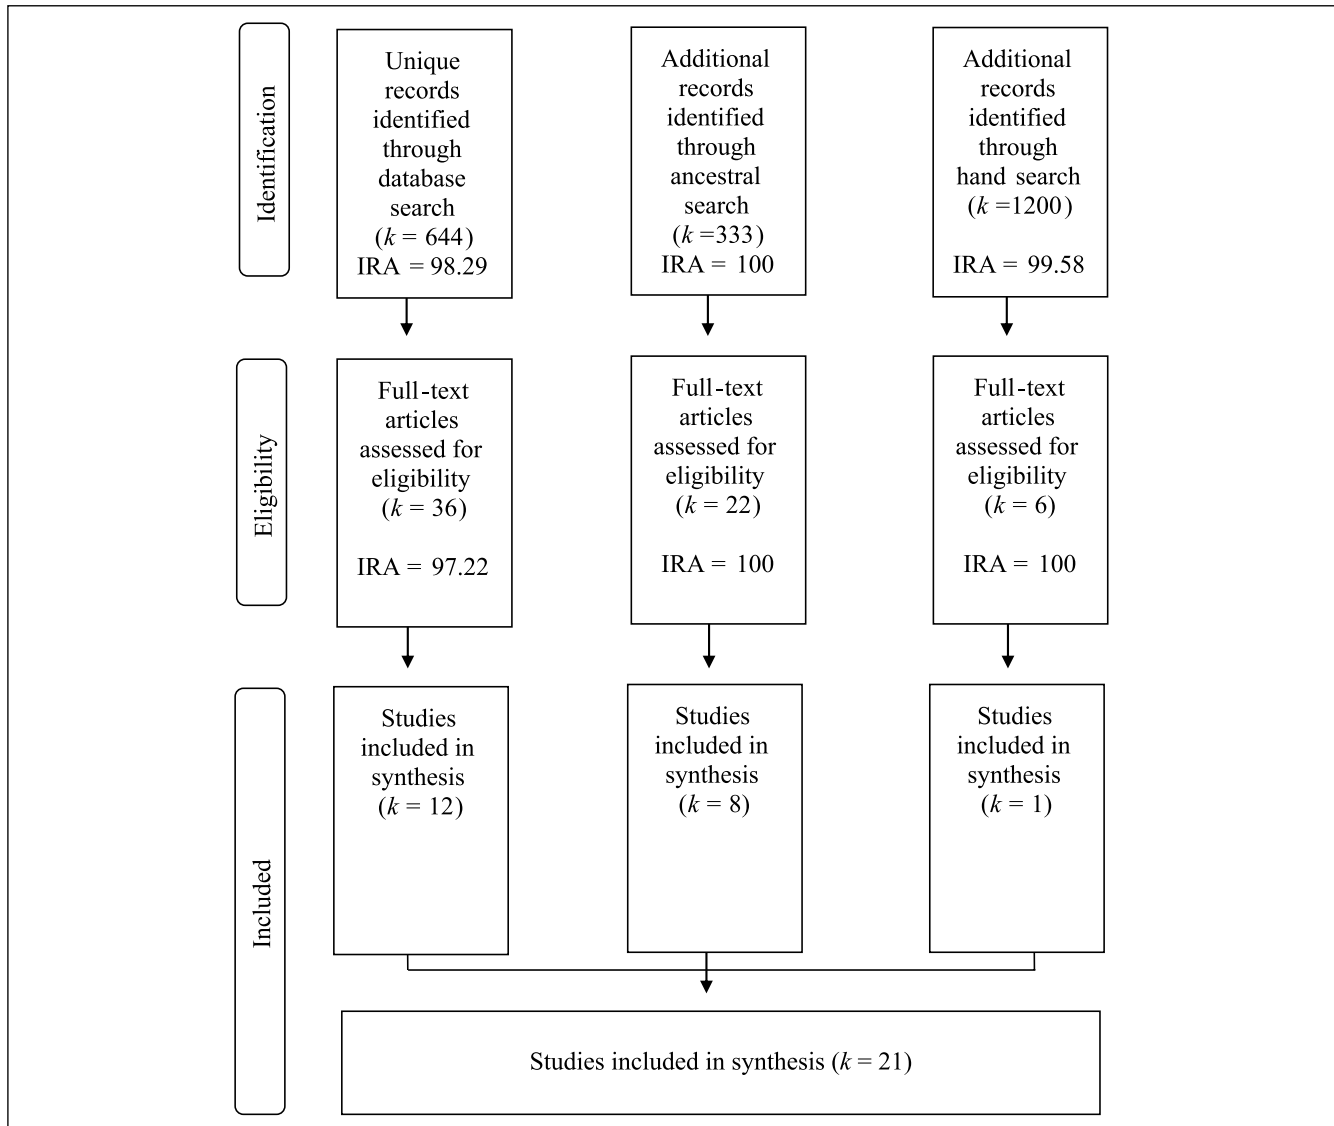 Identification
Unique
records
identified
through
database
search
(k = 644)
IRA = 98.29
Additional
records
identified
through
ancestral
search
(k =333)
IRA = 100
Additional
records
identified
through
hand search
(k =1200)
IRA = 99.58
Eligibility
Full-text
articles
assessed for
eligibility
(k = 36)
IRA = 97.22
Full-text
articles
assessed for
eligibility
(k = 22)
IRA = 100
Full-text
articles
assessed for
eligibility
(k = 6)
IRA = 100
Included
Studies
included in
synthesis
(k = 12)
Studies
included in
synthesis
(k = 8)
Studies
included in
synthesis
(k = 1)
Studies included in synthesis (k = 21)